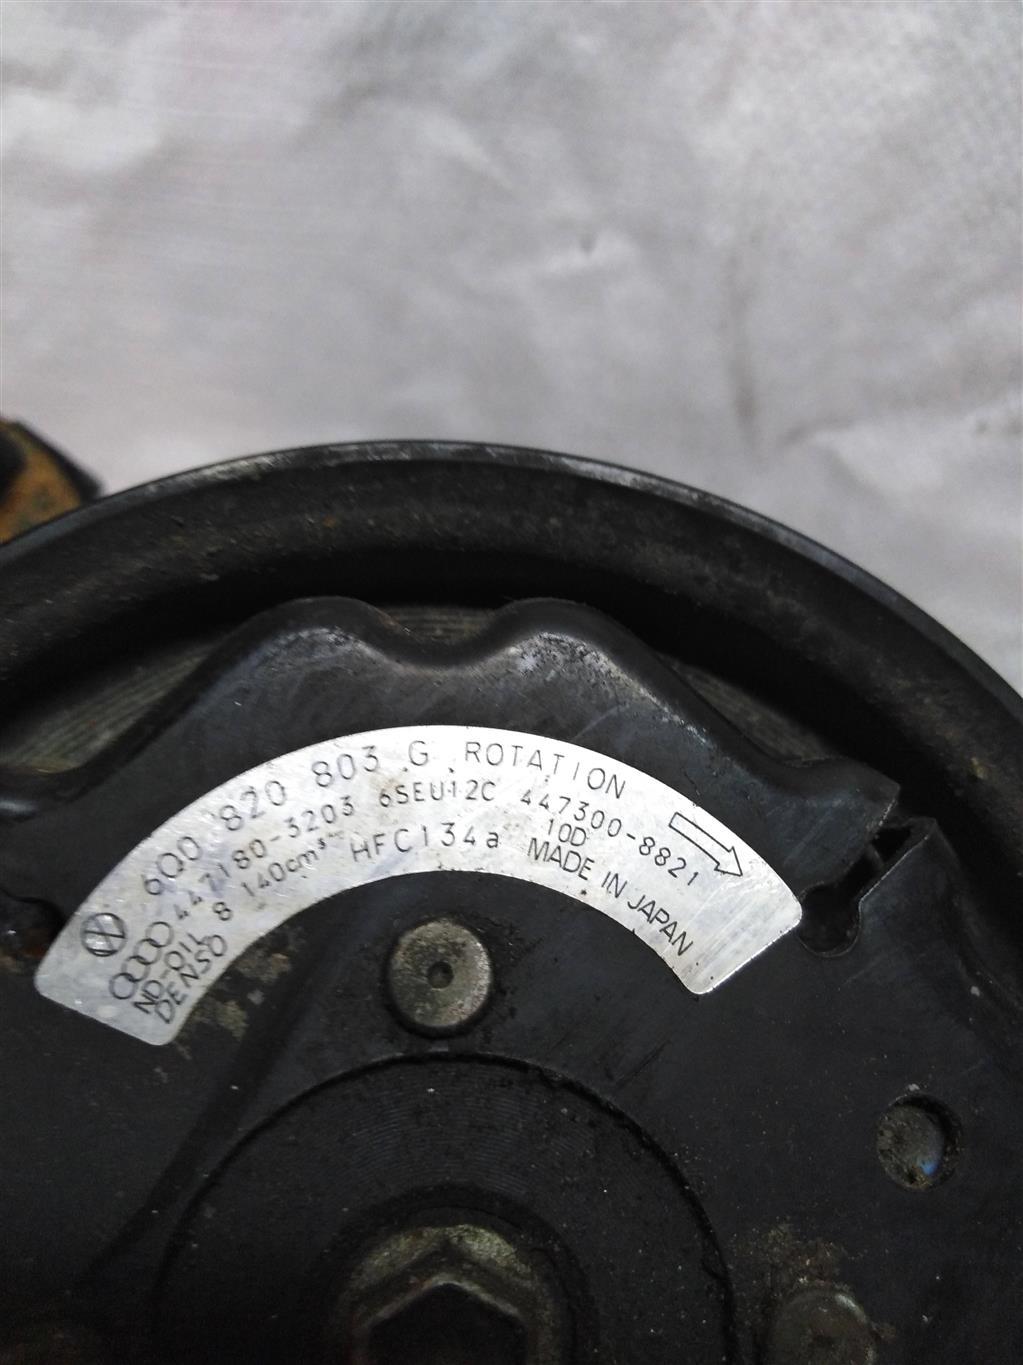 6Q0 820 803 G ROTATION
447180-3203 6SEU12C 447300-8821
ND-OIL 8 140cm³ HFC134a 10D
DENSO MADE IN JAPAN